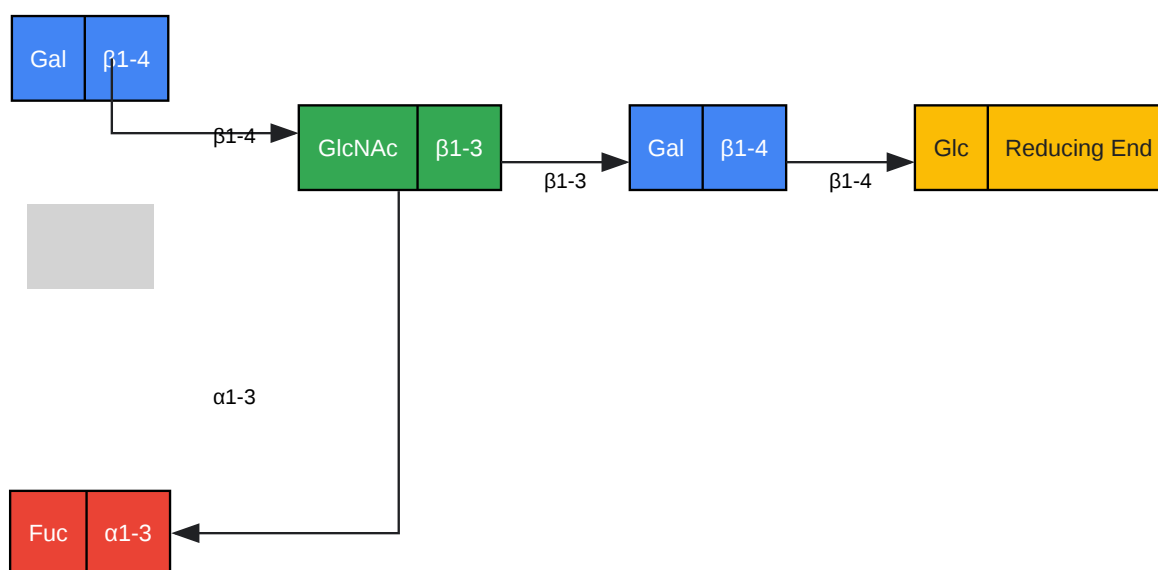 Gal β1-4
β1-4
GlcNAc β1-3
β1-3
Gal β1-4
β1-4
Glc Reducing End
α1-3
Fuc α1-3